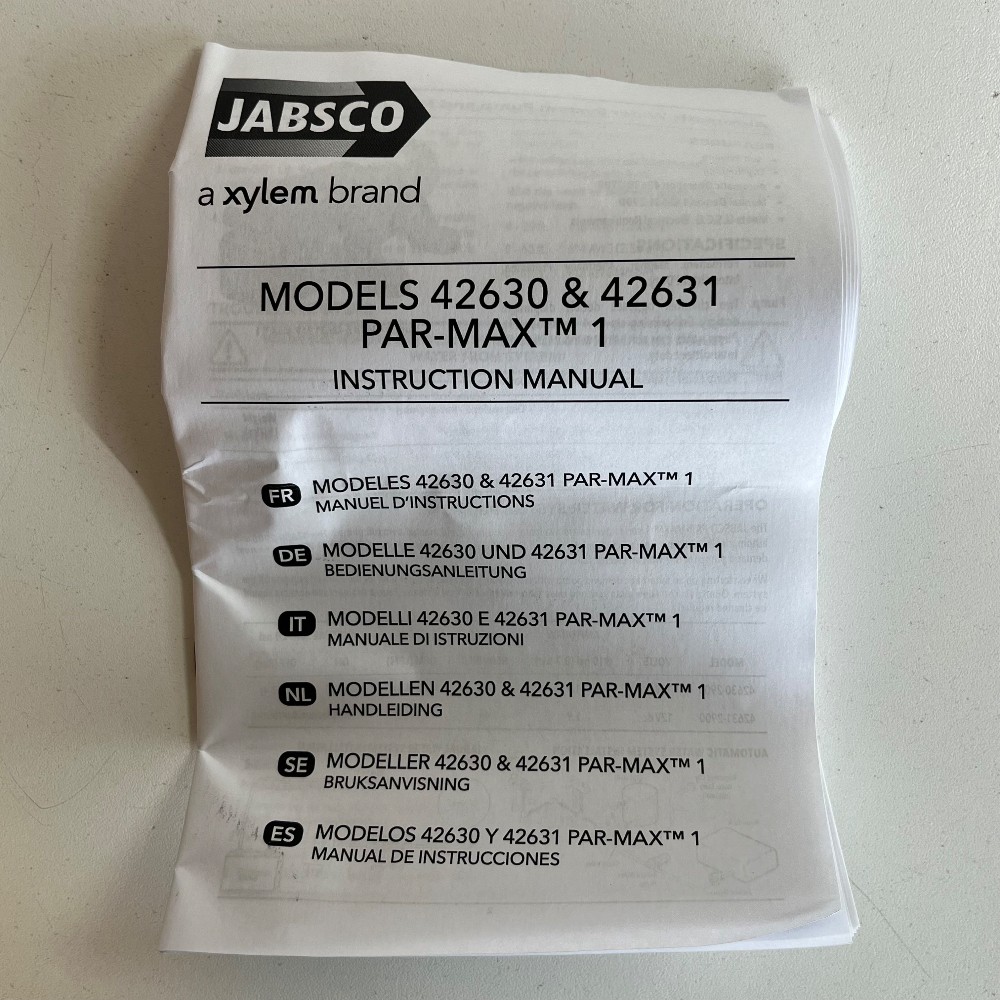 JABSCO
a xylem brand
MODELS 42630 & 42631
PAR-MAX™ 1
INSTRUCTION MANUAL
FR MODELES 42630 & 42631 PAR-MAX™ 1
MANUEL D'INSTRUCTIONS
DE MODELLE 42630 UND 42631 PAR-MAX™ 1
BEDIENUNGSANLEITUNG
IT MODELLI 42630 E 42631 PAR-MAX™ 1
MANUALE DI ISTRUZIONI
NL MODELLEN 42630 & 42631 PAR-MAX™ 1
HANDLEIDING
SE MODELLER 42630 & 42631 PAR-MAX™ 1
BRUKSANVISNING
ES MODELOS 42630 Y 42631 PAR-MAX™ 1
MANUAL DE INSTRUCCIONES